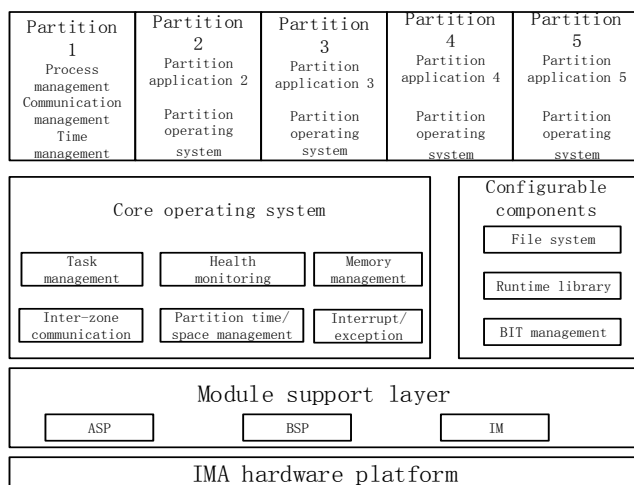 Partition
1
Process
management
Communication
management
Time
management
Partition
2
Partition
application 2
Partition
operating
system
Partition
3
Partition
application 3
Partition
operating
system
Partition
4
Partition
application 4
Partition
operating
system
Partition
5
Partition
application 5
Partition
operating
system
Core operating system
Task
management
Health
monitoring
Memory
management
Inter-zone
communication
Partition time/
space management
Interrupt/
exception
Configurable
components
File system
Runtime library
BIT management
Module support layer
ASP
BSP
IM
IMA hardware platform